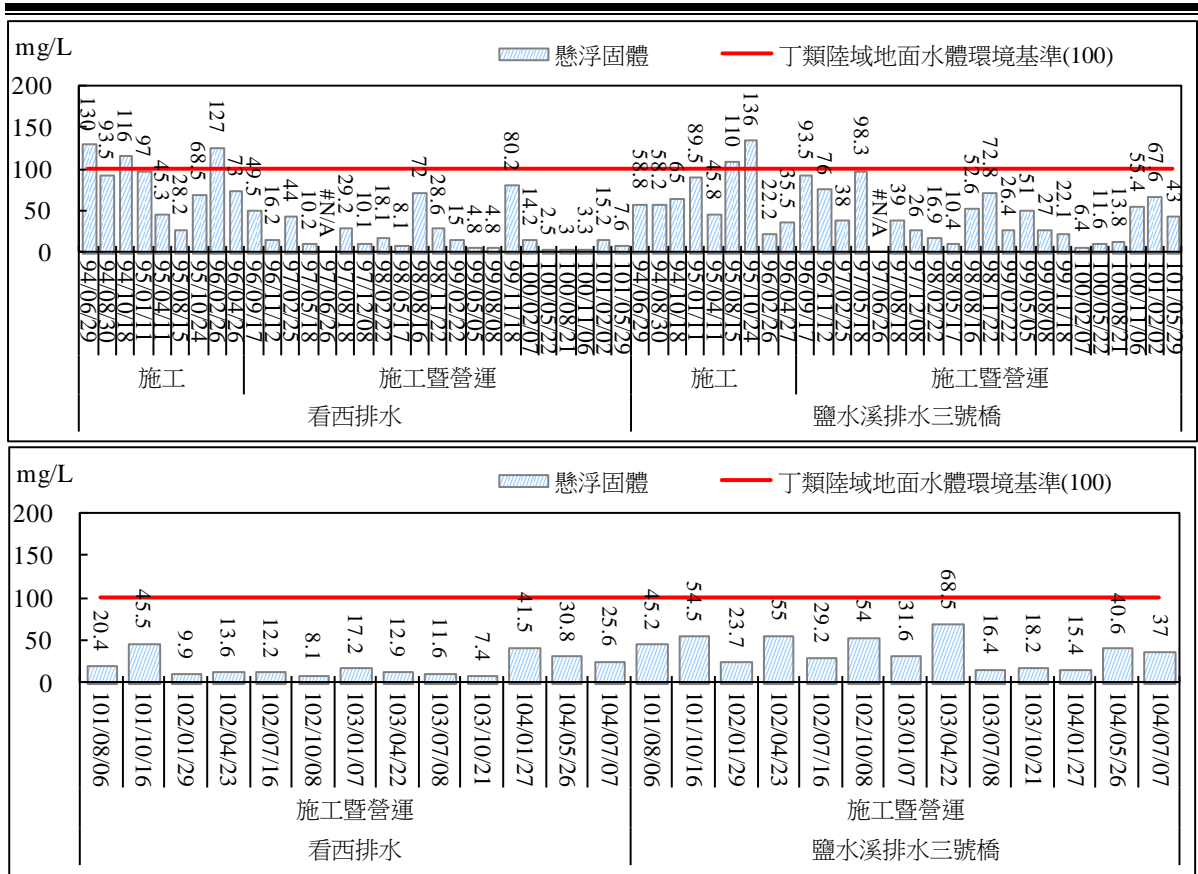 mg/L
懸浮固體
丁類陸域地面水體環境基準(100)
200
150
100
50
0
130 93.5 116 97 45.3 28.2 68.5 127 73 49.5 16.2 44 10.2 #N/A 29.2 10.1 18.1 8.1 72 28.6 15 4.8 4.8 80.2 14.2 2.5 3 3.3 15.2 7.6 58.8 58.2 65 89.5 45.8 110 136 22.2 35.5 93.5 76 38 98.3 #N/A 39 26 16.9 10.4 52.6 72.8 26.4 51 27 22.1 6.4 11.6 13.8 55.4 67.6 43
94/06/29 94/08/30 94/10/18 95/01/11 95/04/11 95/08/15 95/10/24 96/02/26 96/04/26 96/09/17 96/11/12 97/02/25 97/05/18 97/06/26 97/08/18 97/12/08 98/02/22 98/05/17 98/08/16 98/11/22 99/02/22 99/05/05 99/08/08 99/11/18 100/02/07 100/05/22 100/08/21 100/11/06 101/02/02 101/05/29 94/06/29 94/08/30 94/10/18 95/01/11 95/04/11 95/08/15 95/10/24 96/02/26 96/04/27 96/09/17 96/11/12 97/02/25 97/05/18 97/06/26 97/08/18 97/12/08 98/02/22 98/05/17 98/08/16 98/11/22 99/02/22 99/05/05 99/08/08 99/11/18 100/02/07 100/05/22 100/08/21 100/11/06 101/02/02 101/05/29
施工 施工暨營運 施工 施工暨營運
看西排水 鹽水溪排水三號橋
mg/L
懸浮固體
丁類陸域地面水體環境基準(100)
200
150
100
50
0
20.4 45.5 9.9 13.6 12.2 8.1 17.2 12.9 11.6 7.4 41.5 30.8 25.6 45.2 54.5 23.7 55 29.2 54 31.6 68.5 16.4 18.2 15.4 40.6 37
101/08/06 101/10/16 102/01/29 102/04/23 102/07/16 102/10/08 103/01/07 103/04/22 103/07/08 103/10/21 104/01/27 104/05/26 104/07/07 101/08/06 101/10/16 102/01/29 102/04/23 102/07/16 102/10/08 103/01/07 103/04/22 103/07/08 103/10/21 104/01/27 104/05/26 104/07/07
施工暨營運 施工暨營運
看西排水 鹽水溪排水三號橋